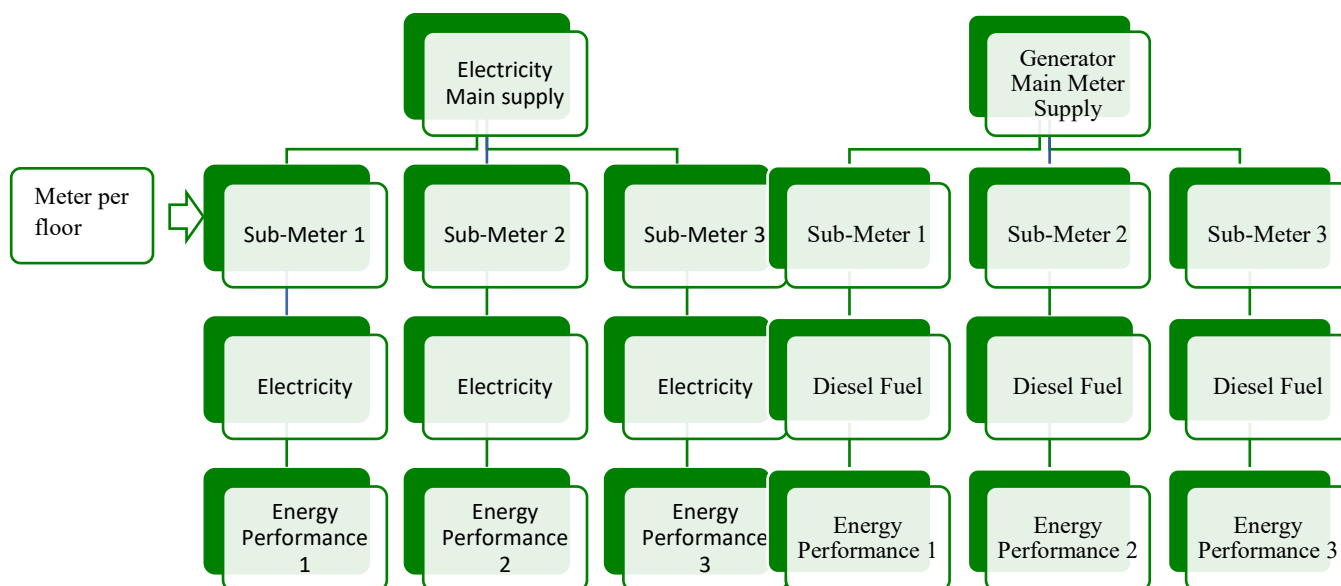 Electricity
Main supply
Generator
Main Meter
Supply
Meter per
floor
Sub-Meter 1
Sub-Meter 2
Sub-Meter 3
Sub-Meter 1
Sub-Meter 2
Sub-Meter 3
Electricity
Electricity
Electricity
Diesel Fuel
Diesel Fuel
Diesel Fuel
Energy
Performance
1
Energy
Performance
2
Energy
Performance
3
Energy
Performance 1
Energy
Performance 2
Energy
Performance 3